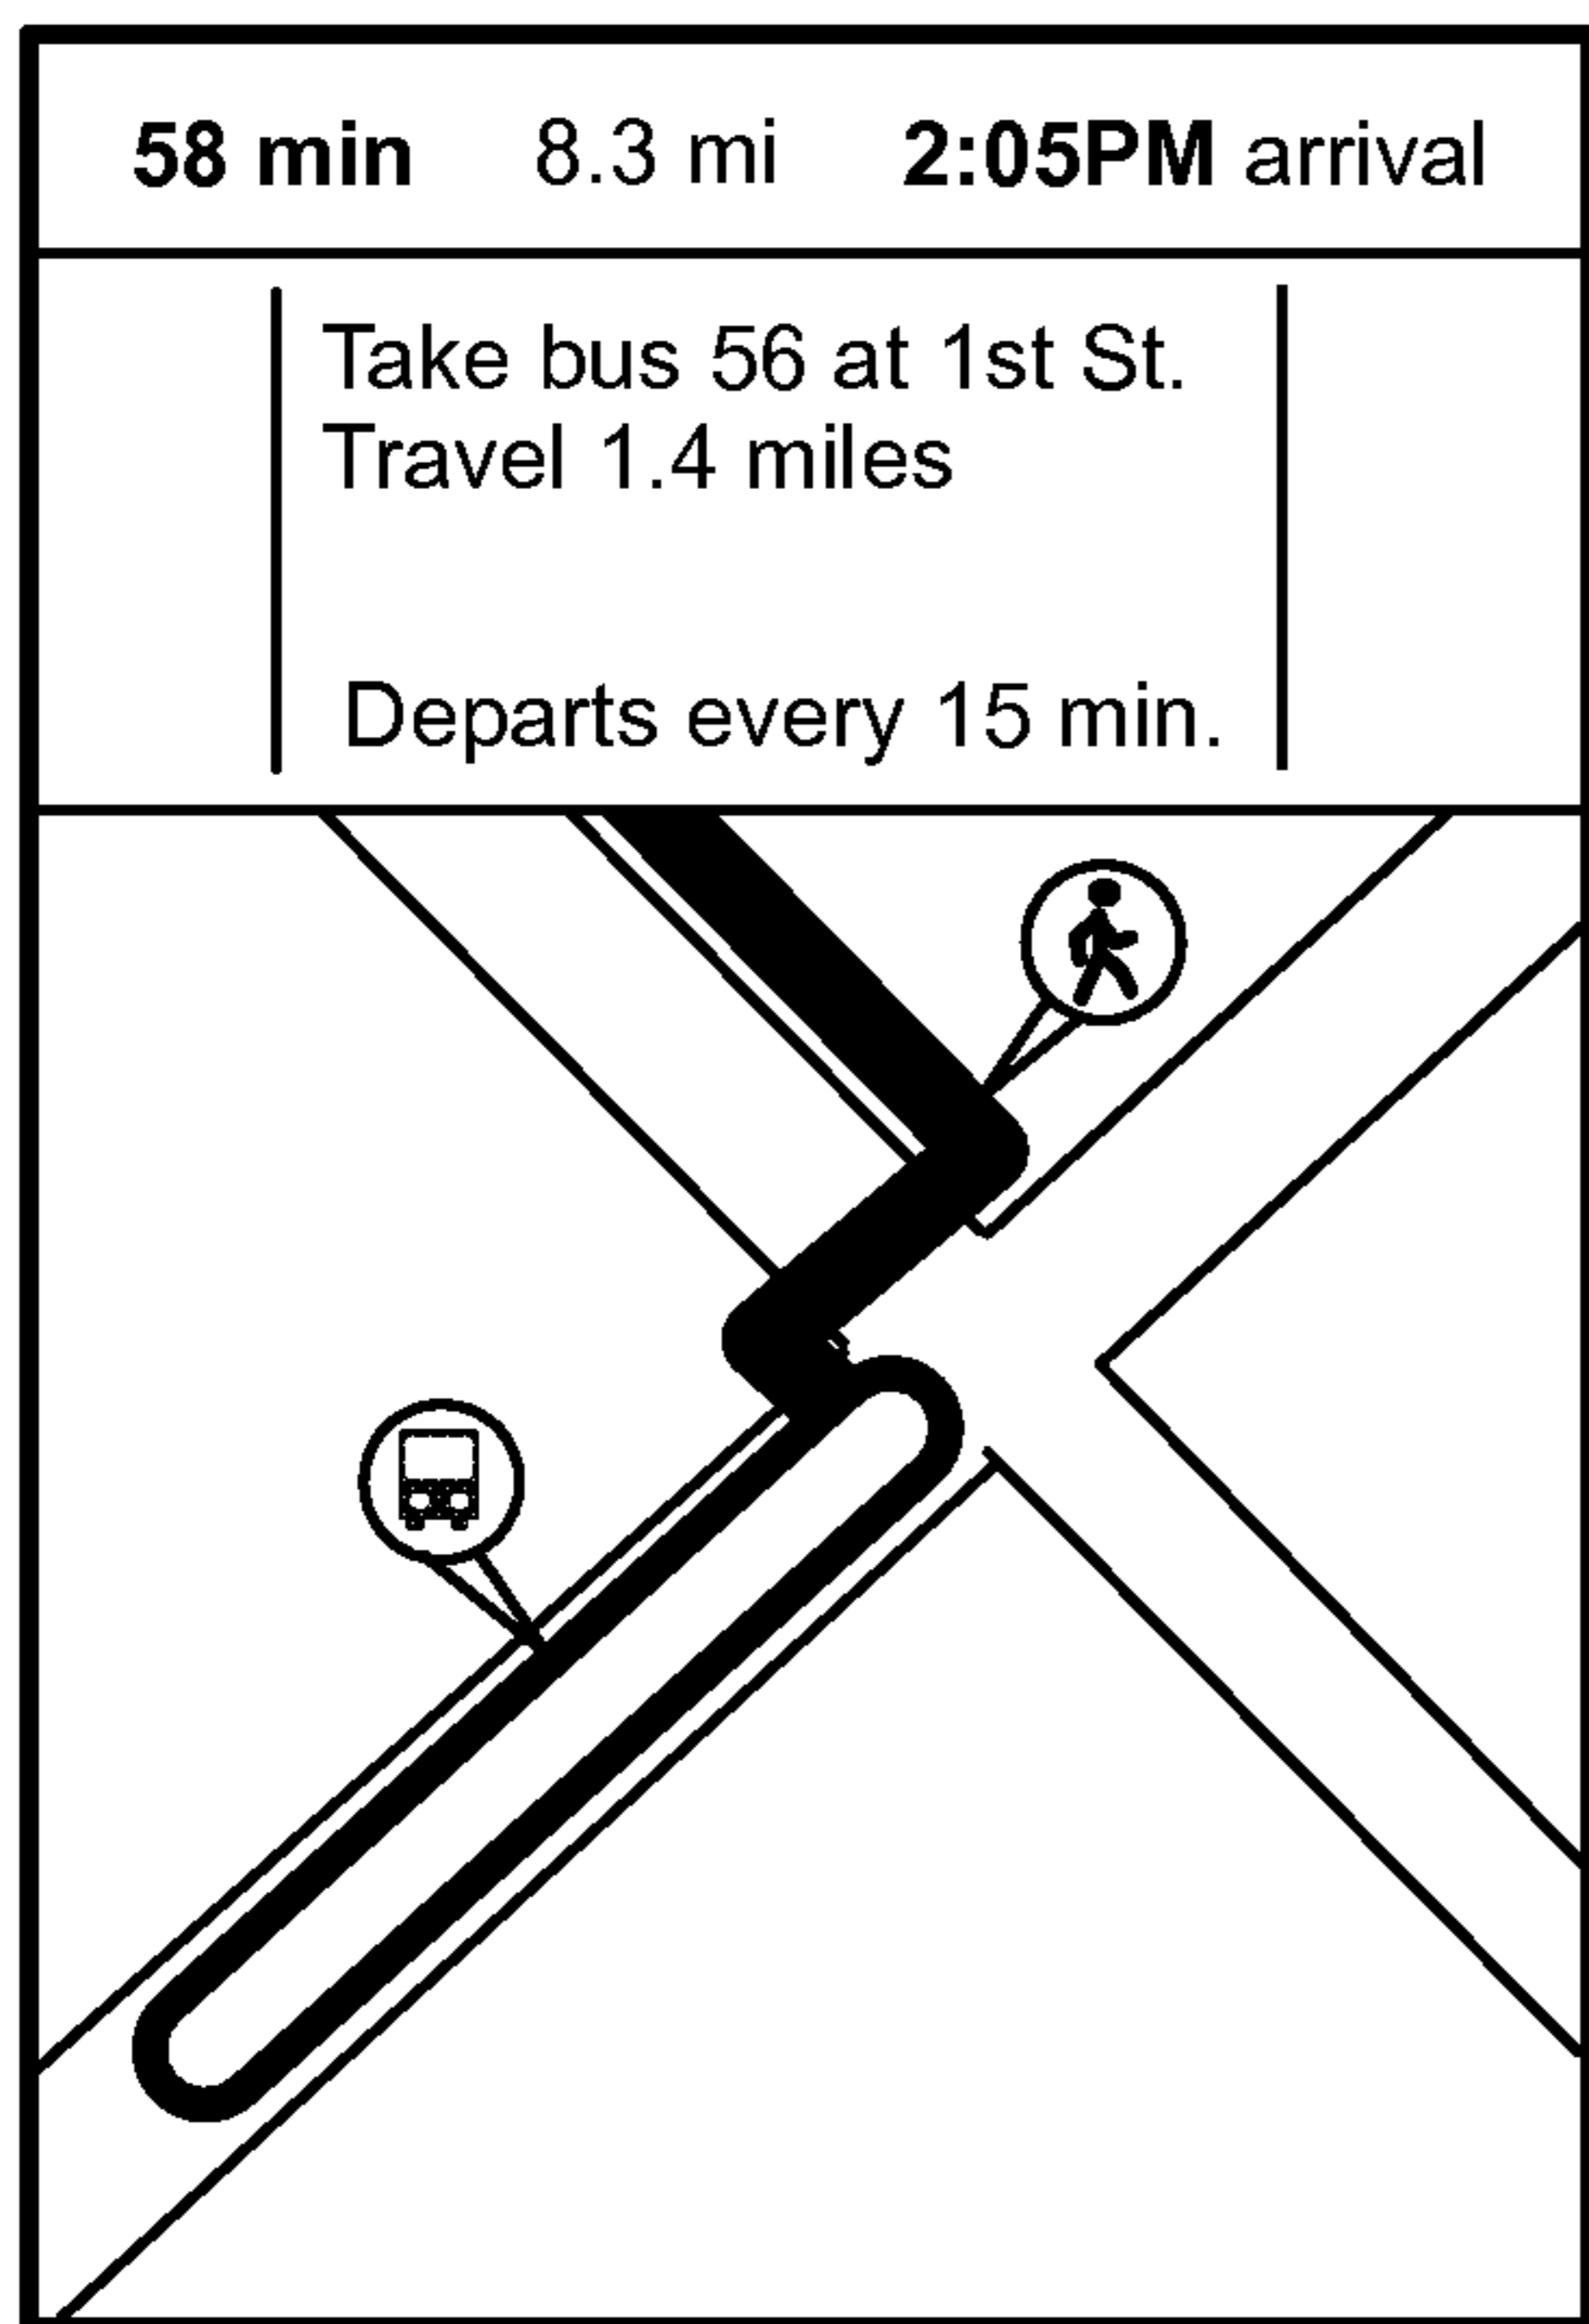 58 min 8.3 mi 2:05PM arrival
Take bus 56 at 1st St.
Travel 1.4 miles
Departs every 15 min.